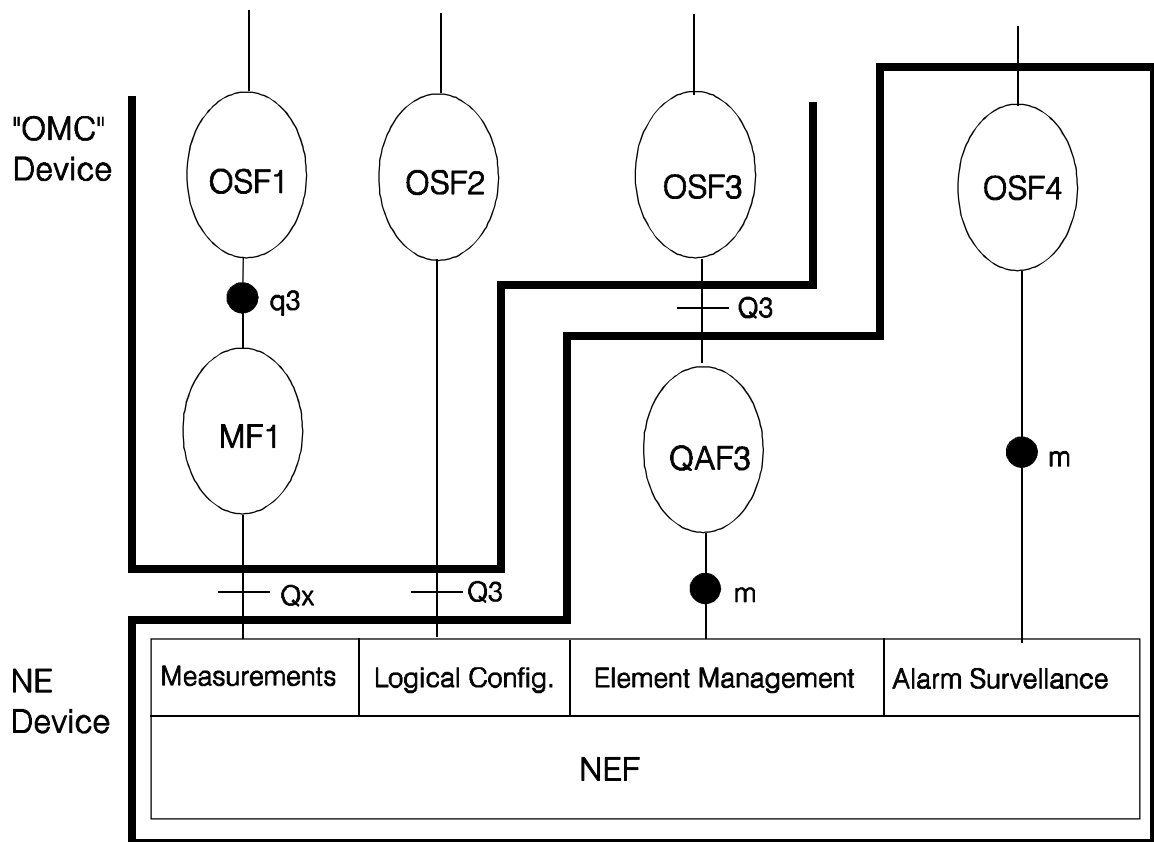 "OMC"
Device
OSF1
OSF2
OSF3
OSF4
q3
Q3
MF1
QAF3
m
Qx
Q3
m
NE
Device
Measurements
Logical Config.
Element Management
Alarm Survellance
NEF